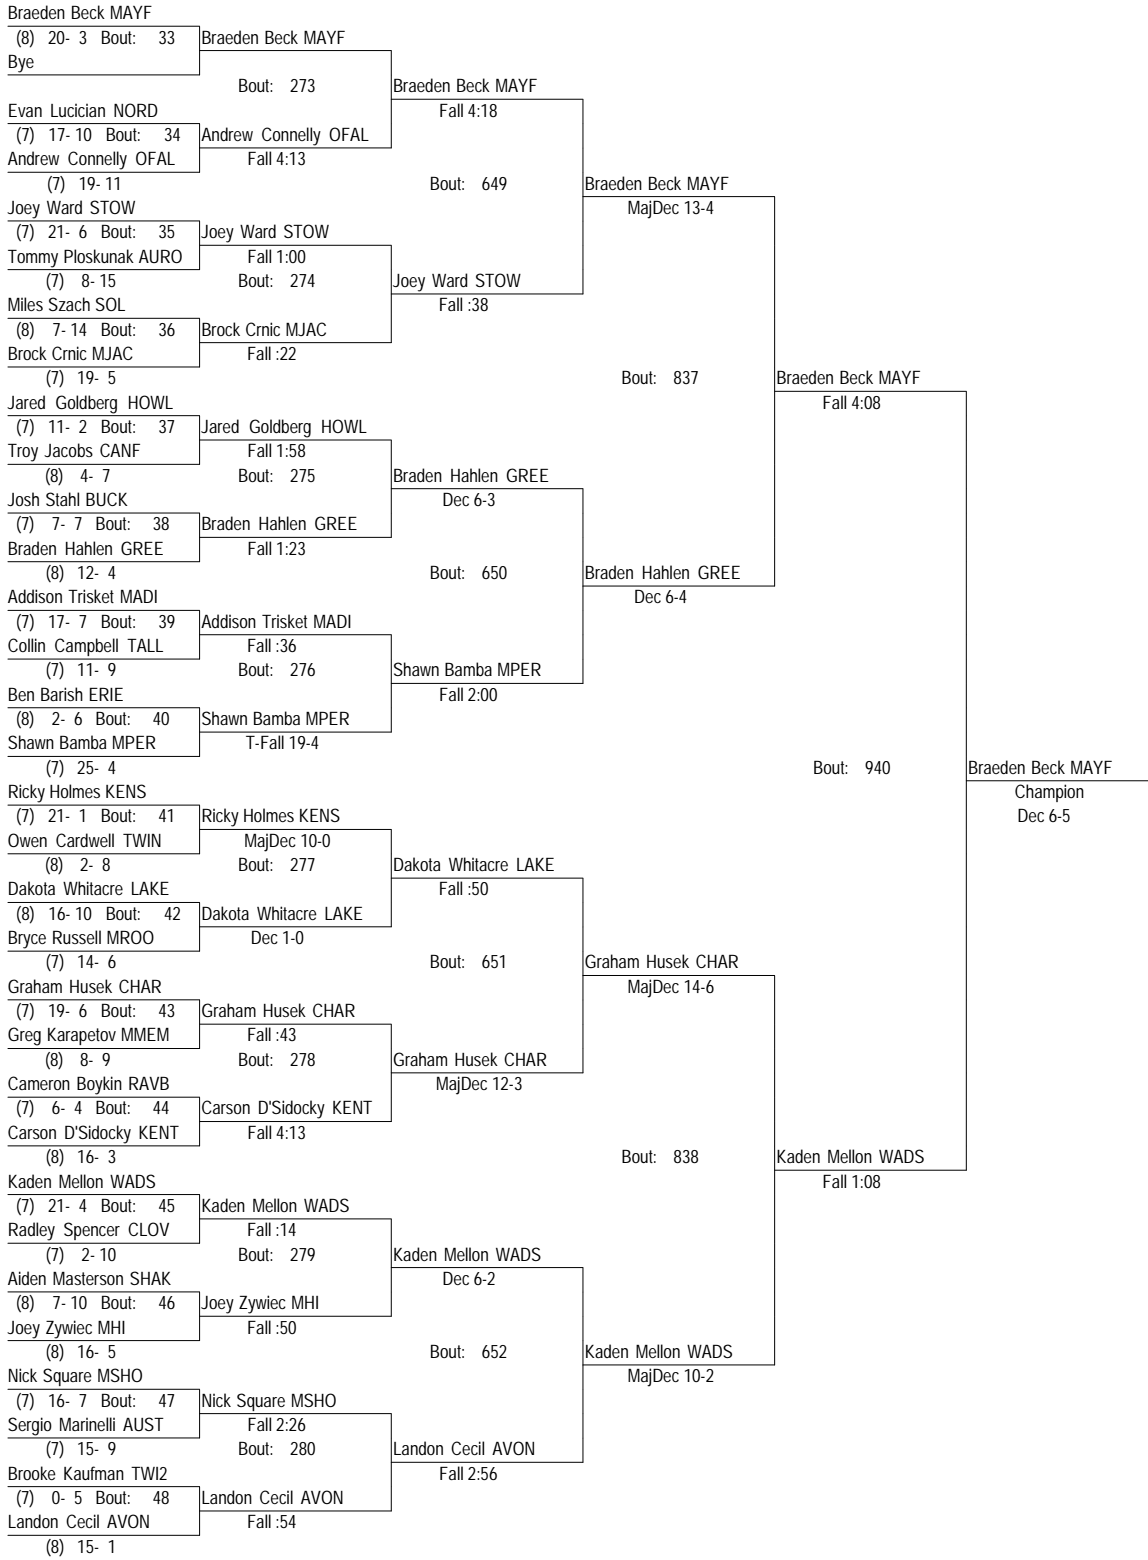 Braeden Beck MAYF
(8) 20- 3 Bout: 33 Braeden Beck MAYF
Bye
Bout: 273 Braeden Beck MAYF
Evan Lucician NORD Fall 4:18
(7) 17- 10 Bout: 34 Andrew Connelly OFAL
Andrew Connelly OFAL Fall 4:13
(7) 19- 11 Bout: 649 Braeden Beck MAYF
Joey Ward STOW MajDec 13-4
(7) 21- 6 Bout: 35 Joey Ward STOW
Tommy Ploskunak AURO Fall 1:00
(7) 8- 15 Bout: 274 Joey Ward STOW
Miles Szach SOL Fall :38
(8) 7- 14 Bout: 36 Brock Crnic MJAC
Brock Crnic MJAC Fall :22
(7) 19- 5 Bout: 837 Braeden Beck MAYF
Jared Goldberg HOWL Fall 4:08
(7) 11- 2 Bout: 37 Jared Goldberg HOWL
Troy Jacobs CANF Fall 1:58
(8) 4- 7 Bout: 275 Braden Hahlen GREE
Josh Stahl BUCK Dec 6-3
(7) 7- 7 Bout: 38 Braden Hahlen GREE
Braden Hahlen GREE Fall 1:23
(8) 12- 4 Bout: 650 Braden Hahlen GREE
Addison Trisket MADI Dec 6-4
(7) 17- 7 Bout: 39 Addison Trisket MADI
Collin Campbell TALL Fall :36
(7) 11- 9 Bout: 276 Shawn Bamba MPER
Ben Barish ERIE Fall 2:00
(8) 2- 6 Bout: 40 Shawn Bamba MPER
Shawn Bamba MPER T-Fall 19-4
(7) 25- 4 Bout: 940 Braeden Beck MAYF
Ricky Holmes KENS Champion
(7) 21- 1 Bout: 41 Ricky Holmes KENS Dec 6-5
Owen Cardwell TWIN MajDec 10-0
(8) 2- 8 Bout: 277 Dakota Whitacre LAKE
Dakota Whitacre LAKE Fall :50
(8) 16- 10 Bout: 42 Dakota Whitacre LAKE
Bryce Russell MROO Dec 1-0
(7) 14- 6 Bout: 651 Graham Husek CHAR
Graham Husek CHAR MajDec 14-6
(7) 19- 6 Bout: 43 Graham Husek CHAR
Greg Karapetov MMEM Fall :43
(8) 8- 9 Bout: 278 Graham Husek CHAR
Cameron Boykin RAVB MajDec 12-3
(7) 6- 4 Bout: 44 Carson D'Sidocky KENT
Carson D'Sidocky KENT Fall 4:13
(8) 16- 3 Bout: 838 Kaden Mellon WADS
Kaden Mellon WADS Fall 1:08
(7) 21- 4 Bout: 45 Kaden Mellon WADS
Radley Spencer CLOV Fall :14
(7) 2- 10 Bout: 279 Kaden Mellon WADS
Aiden Masterson SHAK Dec 6-2
(8) 7- 10 Bout: 46 Joey Zywiec MHI
Joey Zywiec MHI Fall :50
(8) 16- 5 Bout: 652 Kaden Mellon WADS
Nick Square MSHO MajDec 10-2
(7) 16- 7 Bout: 47 Nick Square MSHO
Sergio Marinelli AUST Fall 2:26
(7) 15- 9 Bout: 280 Landon Cecil AVON
Brooke Kaufman TWI2 Fall 2:56
(7) 0- 5 Bout: 48 Landon Cecil AVON
Landon Cecil AVON Fall :54
(8) 15- 1